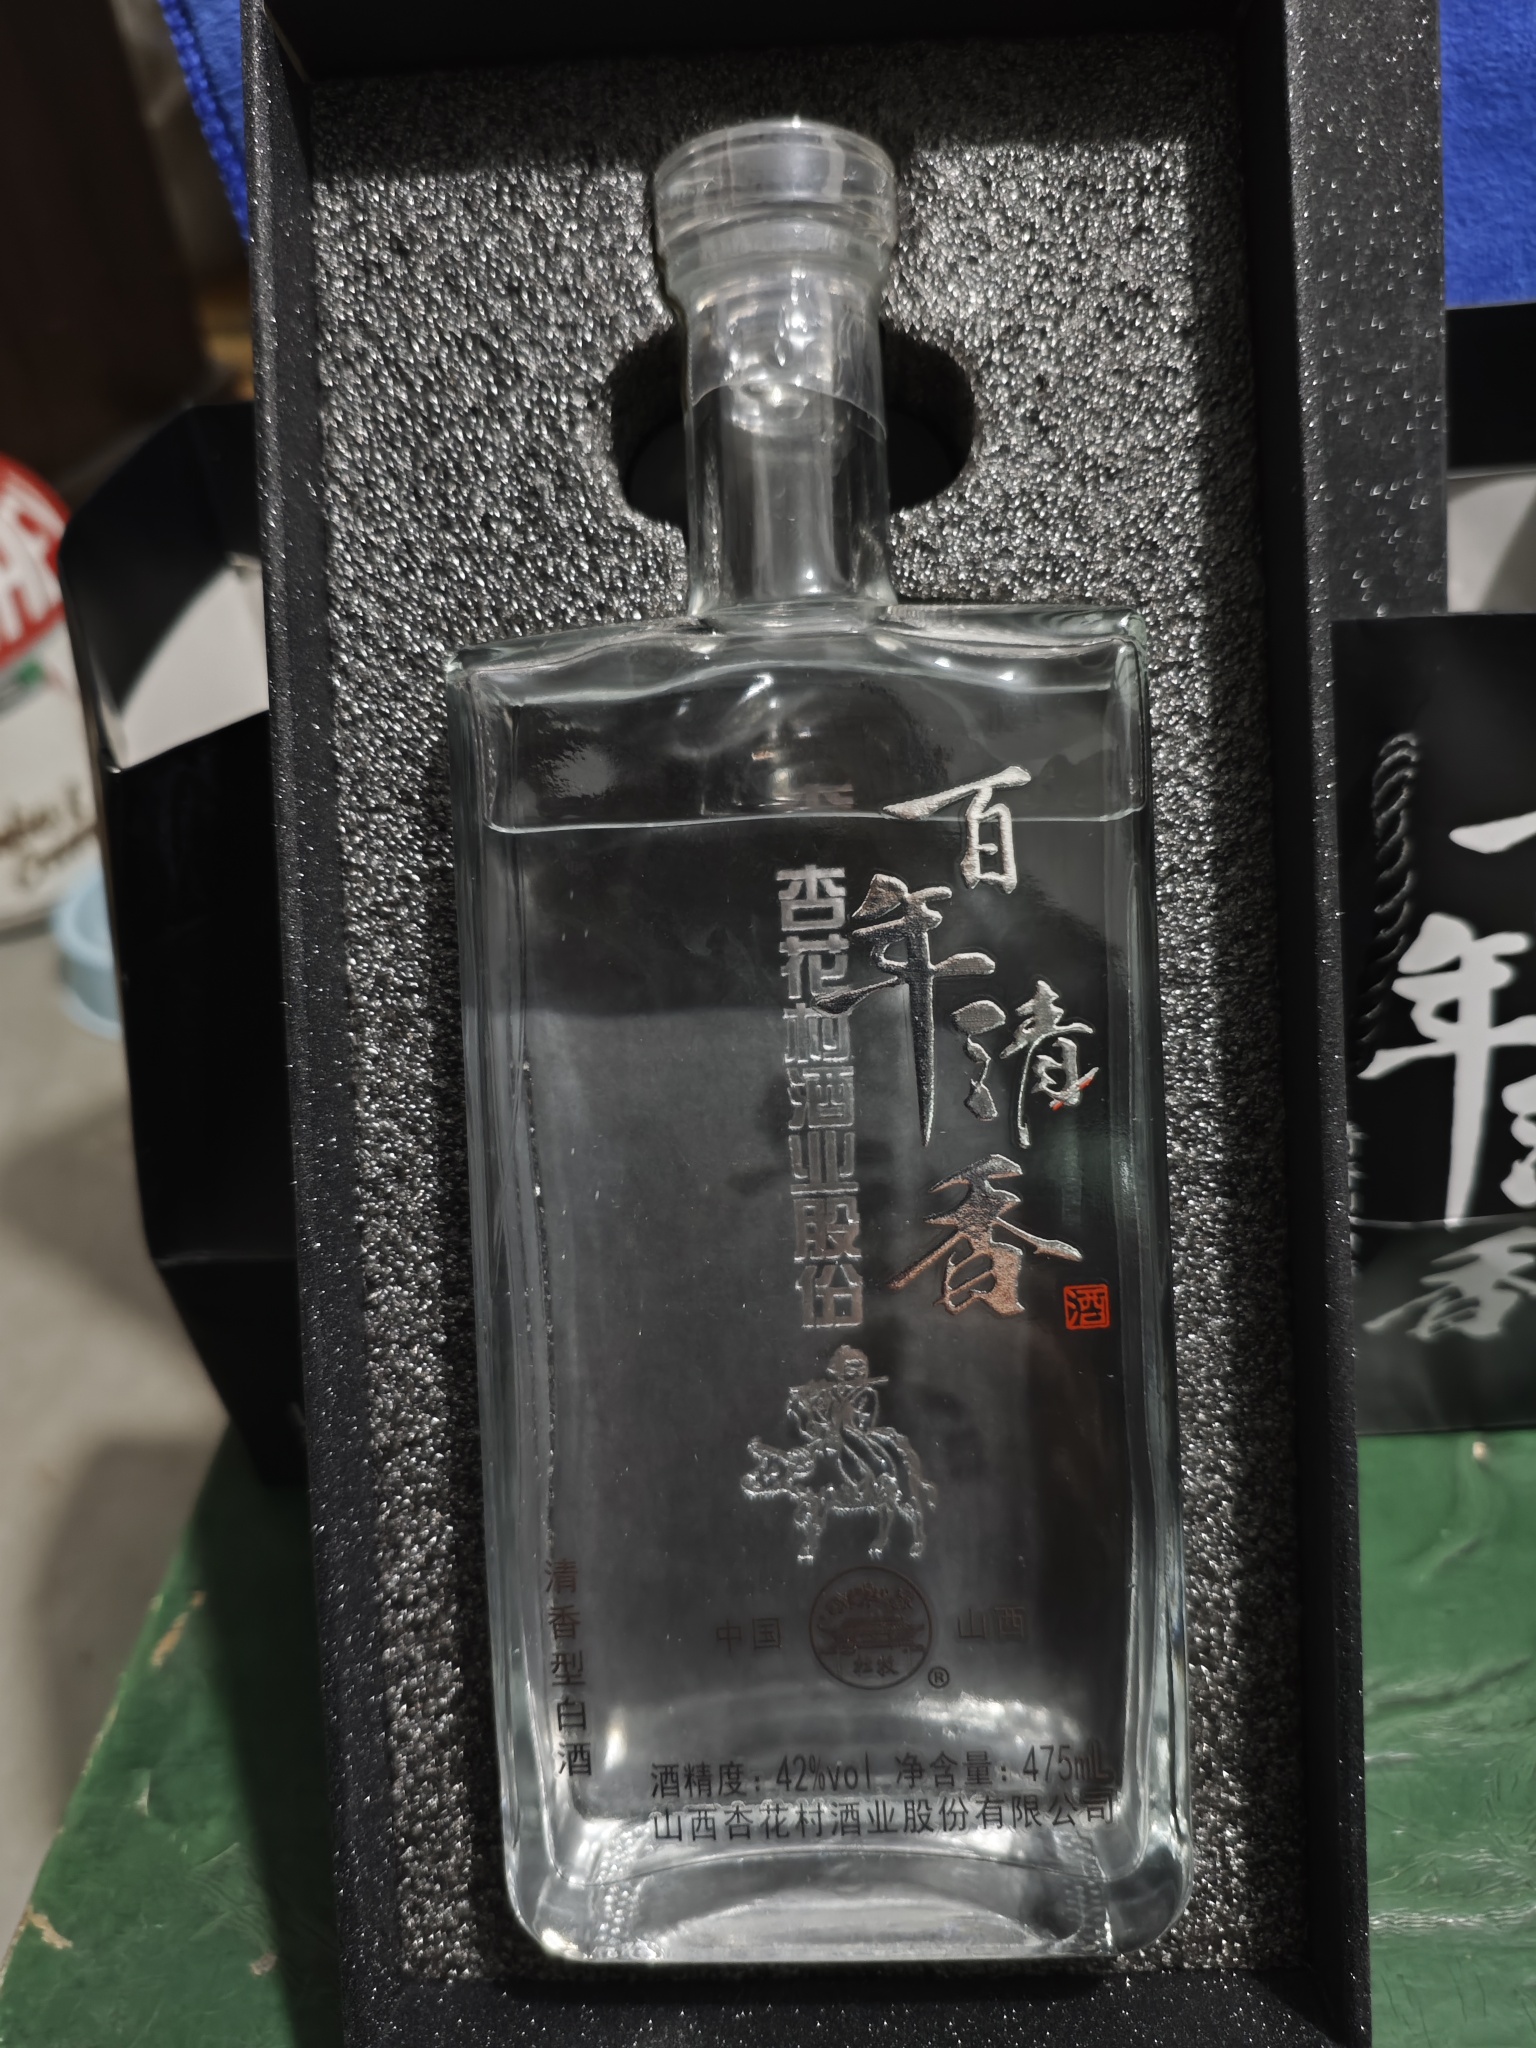 百年清香
酒
杏花村酒业股份
清香型白酒
中国
山西
®
酒精度：42%vol 净含量：475mL
山西杏花村酒业股份有限公司
年
香